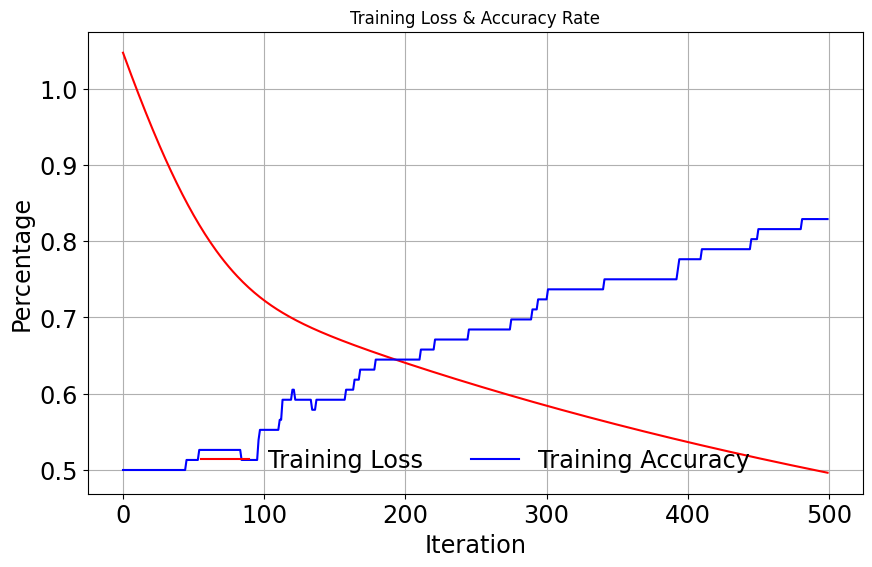 Training Loss & Accuracy Rate
Percentage
1.0
0.9
0.8
0.7
0.6
0.5
Training Loss
Training Accuracy
0 100 200 300 400 500
Iteration